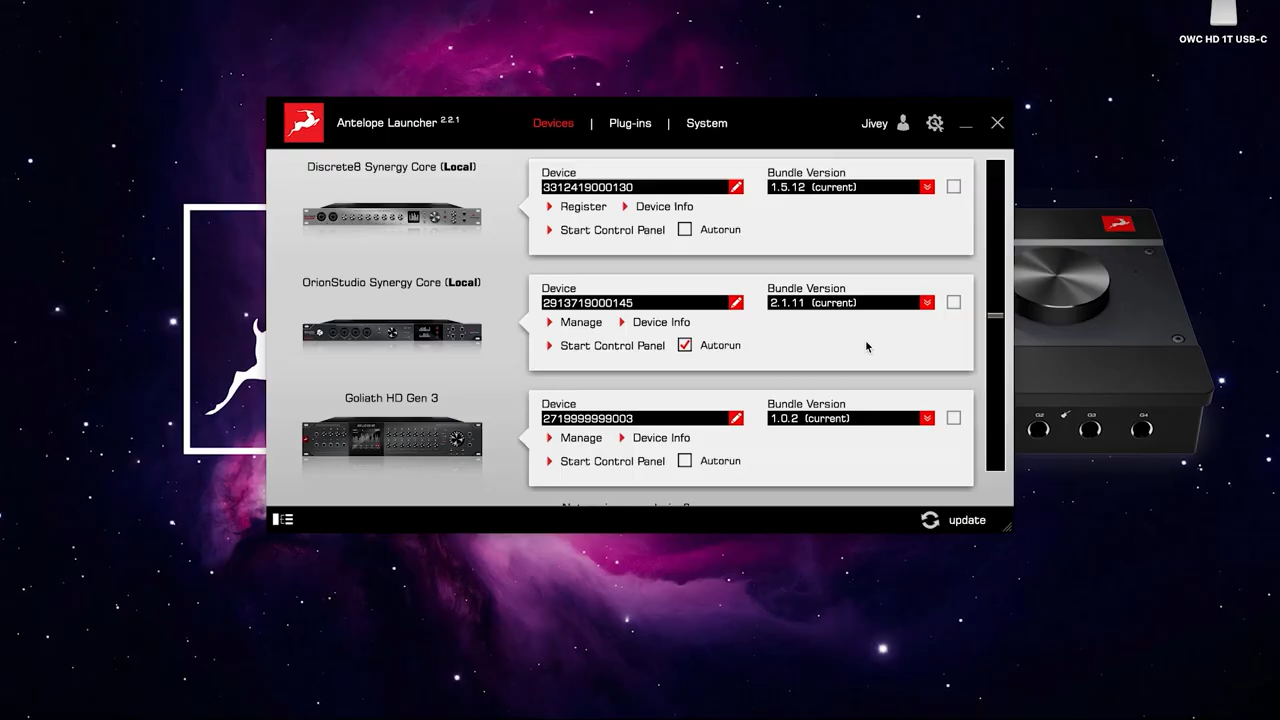 OWC HD 1T USB-C
Antelope Launcher 2.2.1
Devices | Plug-ins | System
Jivey
Discrete8 Synergy Core (Local)
Device
3312419000130
Bundle Version
1.5.12 (current)
Register
Device Info
Start Control Panel
Autorun
OrionStudio Synergy Core (Local)
Device
2913719000145
Bundle Version
2.1.11 (current)
Manage
Device Info
Start Control Panel
Autorun
Goliath HD Gen 3
Device
2719999999003
Bundle Version
1.0.2 (current)
Manage
Device Info
Start Control Panel
Autorun
G2
G3
G4
update